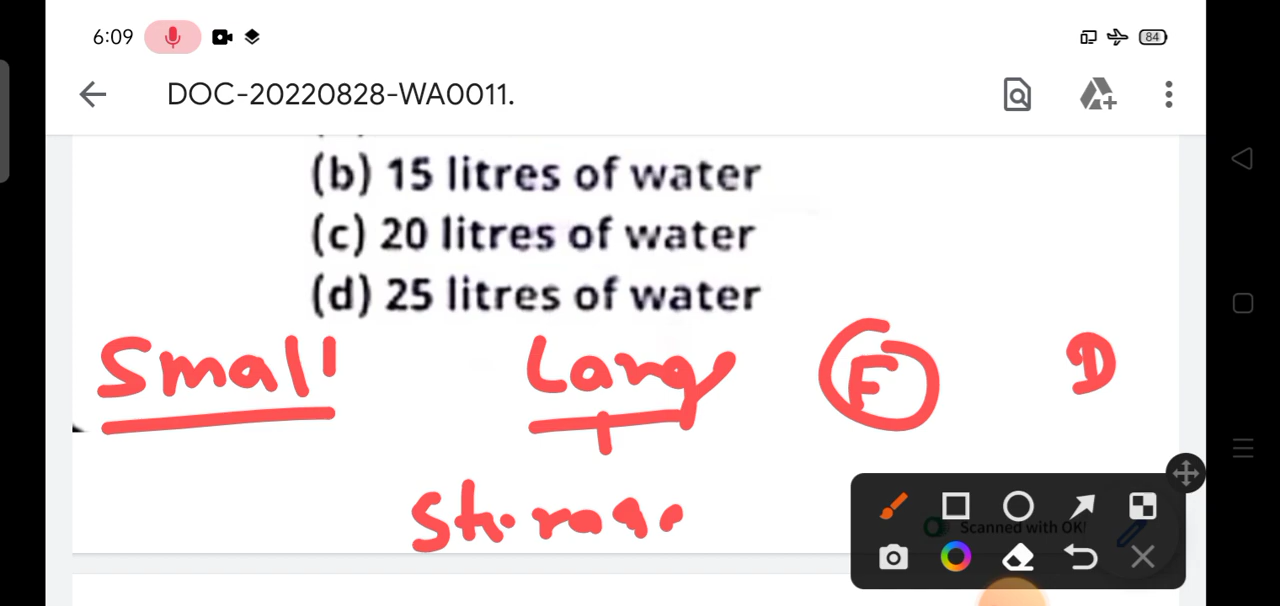 6:09 84
DOC-20220828-WA0011.
(b) 15 litres of water
(c) 20 litres of water
(d) 25 litres of water
Small Large F D
Storage
Scanned with OK